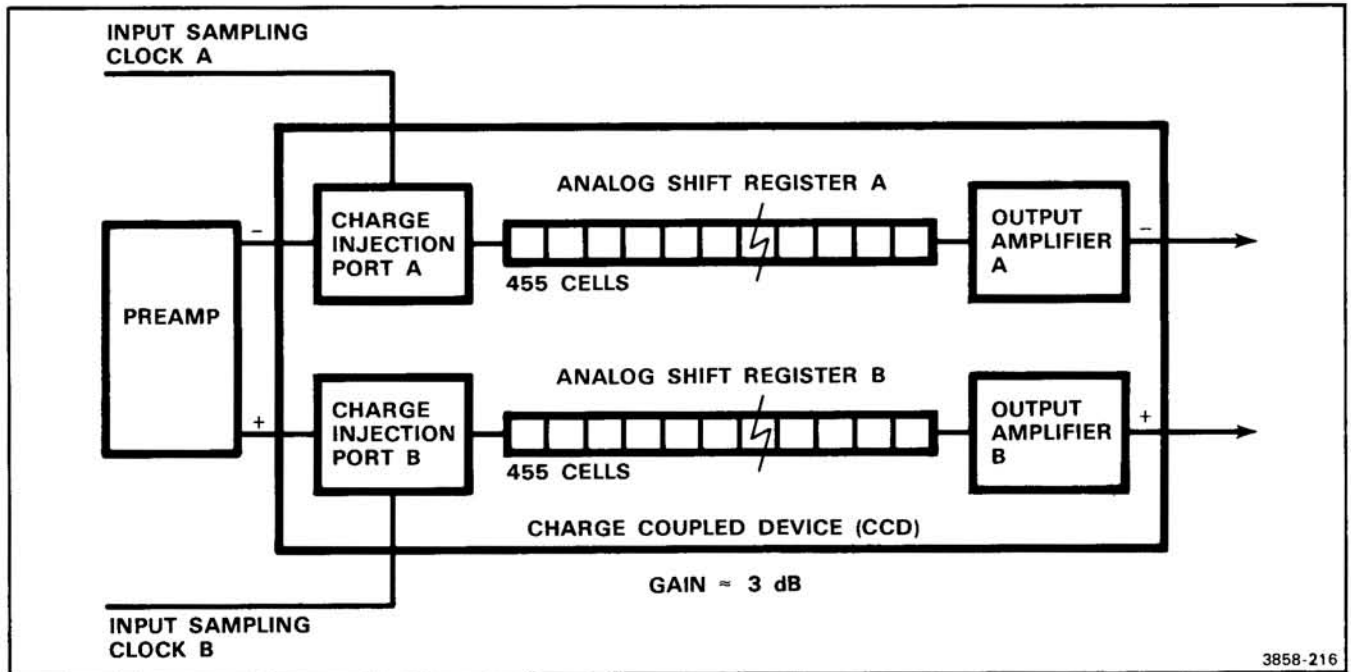 INPUT SAMPLING
CLOCK A
ANALOG SHIFT REGISTER A
CHARGE
INJECTION
PORT A
OUTPUT
AMPLIFIER
A
−
−
455 CELLS
PREAMP
ANALOG SHIFT REGISTER B
CHARGE
INJECTION
PORT B
OUTPUT
AMPLIFIER
B
+
+
455 CELLS
CHARGE COUPLED DEVICE (CCD)
GAIN ≈ 3 dB
INPUT SAMPLING
CLOCK B
3858-216